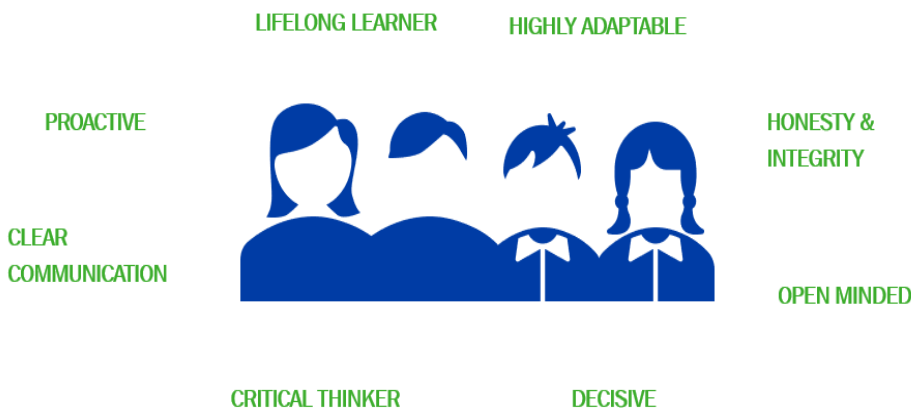 LIFELONG LEARNER
HIGHLY ADAPTABLE
PROACTIVE
HONESTY &
INTEGRITY
CLEAR
COMMUNICATION
OPEN MINDED
CRITICAL THINKER
DECISIVE